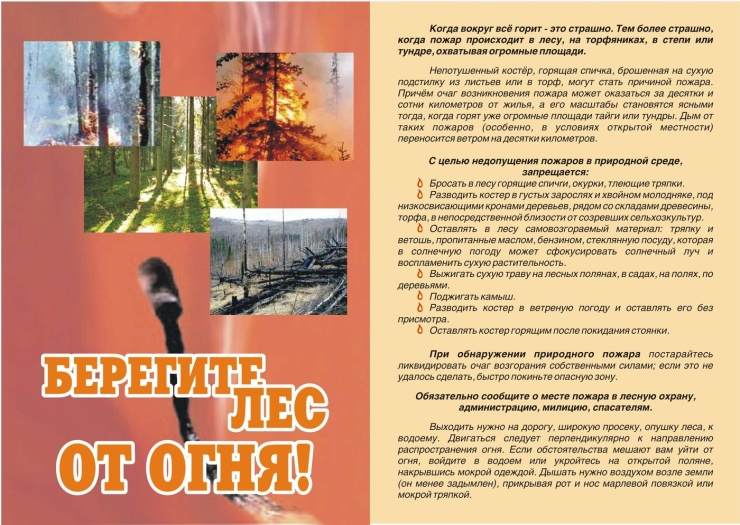 БЕРЕГИТЕ
ЛЕС
ОТ ОГНЯ!
Когда вокруг всё горит - это страшно. Тем более страшно,
когда пожар происходит в лесу, на торфяниках, в степи или
тундре, охватывая огромные площади.
Непотушенный костёр, горящая спичка, брошенная на сухую
подстилку из листьев или в торф, могут стать причиной пожара.
Причём очаг возникновения пожара может оказаться за десятки и
сотни километров от жилья, а его масштабы становятся ясными
тогда, когда горят уже огромные площади тайги или тундры. Дым от
таких пожаров (особенно, в условиях открытой местности)
переносится ветром на десятки километров.
С целью недопущения пожаров в природной среде,
запрещается:
Бросать в лесу горящие спички, окурки, тлеющие тряпки.
Разводить костер в густых зарослях и хвойном молодняке, под
низкосвисающими кронами деревьев, рядом со складами древесины,
торфа, в непосредственной близости от созревших сельхозкультур.
Оставлять в лесу самовозгораемый материал: тряпку и
ветошь, пропитанные маслом, бензином, стеклянную посуду, которая
в солнечную погоду может сфокусировать солнечный луч и
воспламенить сухую растительность.
Выжигать сухую траву на лесных полянах, в садах, на полях, по
деревьями.
Поджигать камыш.
Разводить костер в ветреную погоду и оставлять его без
присмотра.
Оставлять костер горящим после покидания стоянки.
При обнаружении природного пожара постарайтесь
ликвидировать очаг возгорания собственными силами; если это не
удалось сделать, быстро покиньте опасную зону.
Обязательно сообщите о месте пожара в лесную охрану,
администрацию, милицию, спасателям.
Выходить нужно на дорогу, широкую просеку, опушку леса, к
водоему. Двигаться следует перпендикулярно к направлению
распространения огня. Если обстоятельства мешают вам уйти от
огня, войдите в водоем или укройтесь на открытой поляне,
накрывшись мокрой одеждой. Дышать нужно воздухом возле земли
(он менее задымлен), прикрывая рот и нос марлевой повязкой или
мокрой тряпкой.